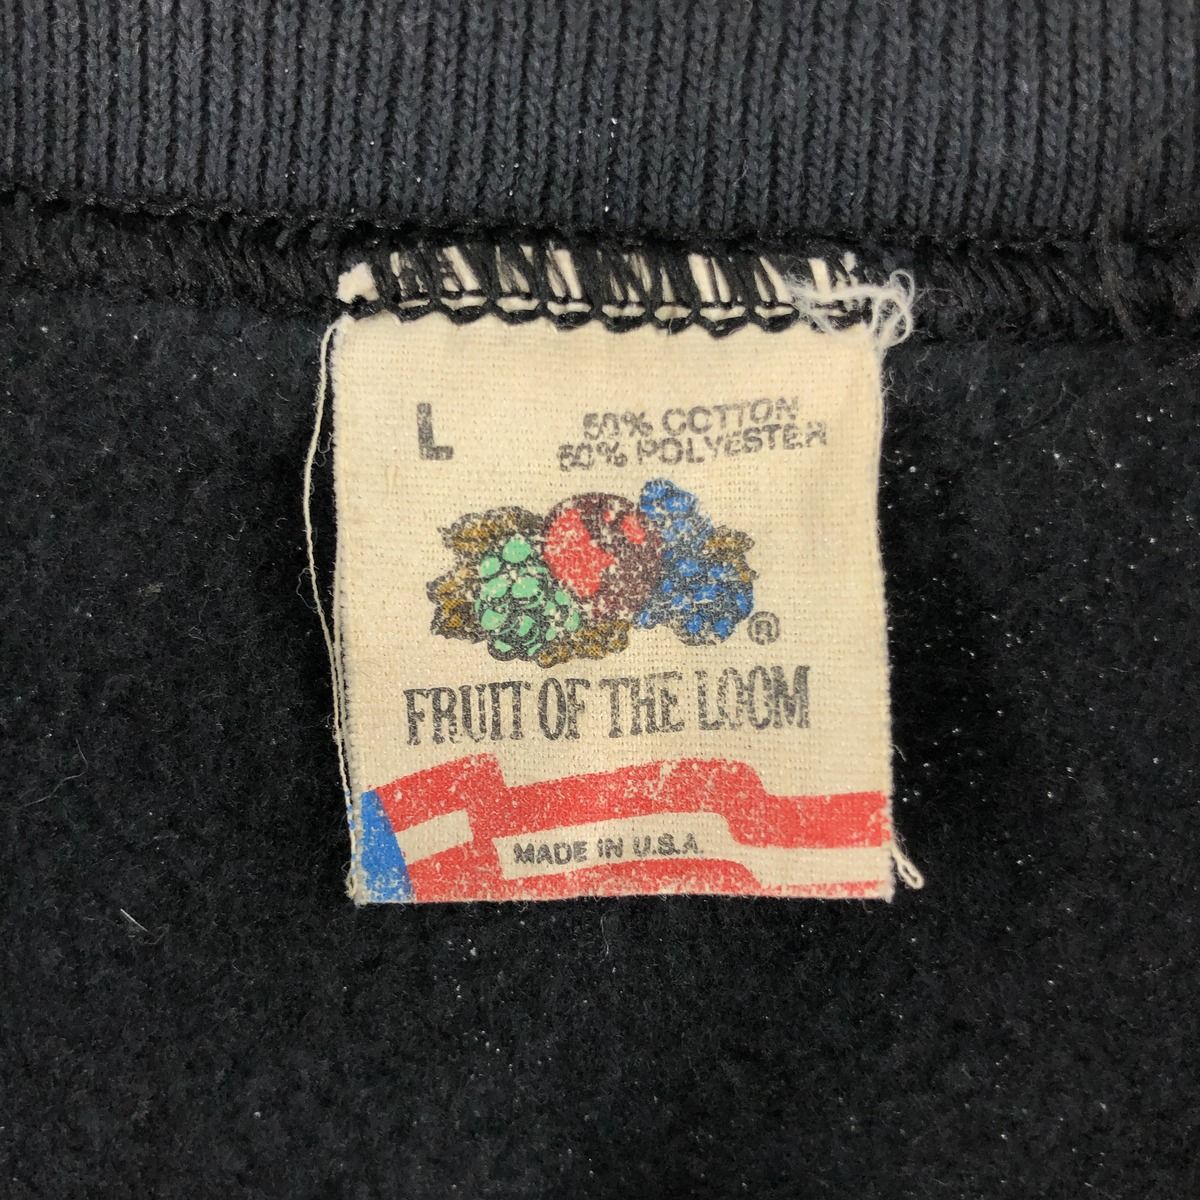 L
50% COTTON
50% POLYESTER
®
FRUIT OF THE LOOM
MADE IN U.S.A.